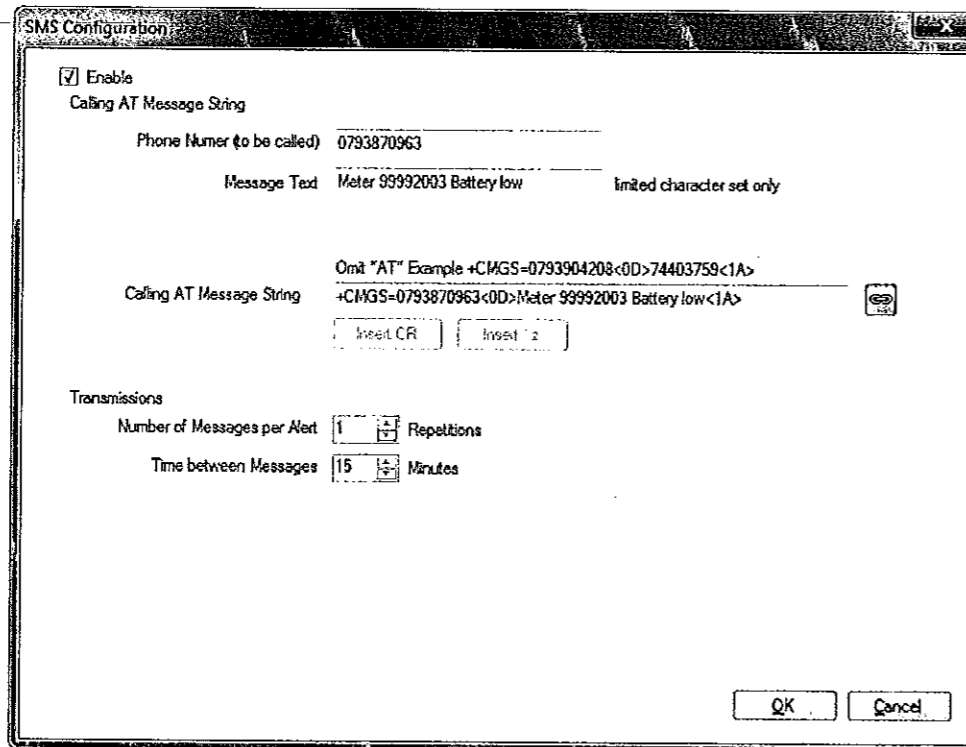 SMS Configuration
Enable
Calling AT Message String
Phone Numer (to be called) 0793870963
Message Text Meter 99992003 Battery low limited character set only
Omit "AT" Example +CMGS=0793904208<0D>74403759<1A>
Calling AT Message String +CMGS=0793870963<0D>Meter 99992003 Battery low<1A>
Insert CR Insert ^z
Transmissions
Number of Messages per Alert 1 Repetitions
Time between Messages 15 Minutes
OK Cancel